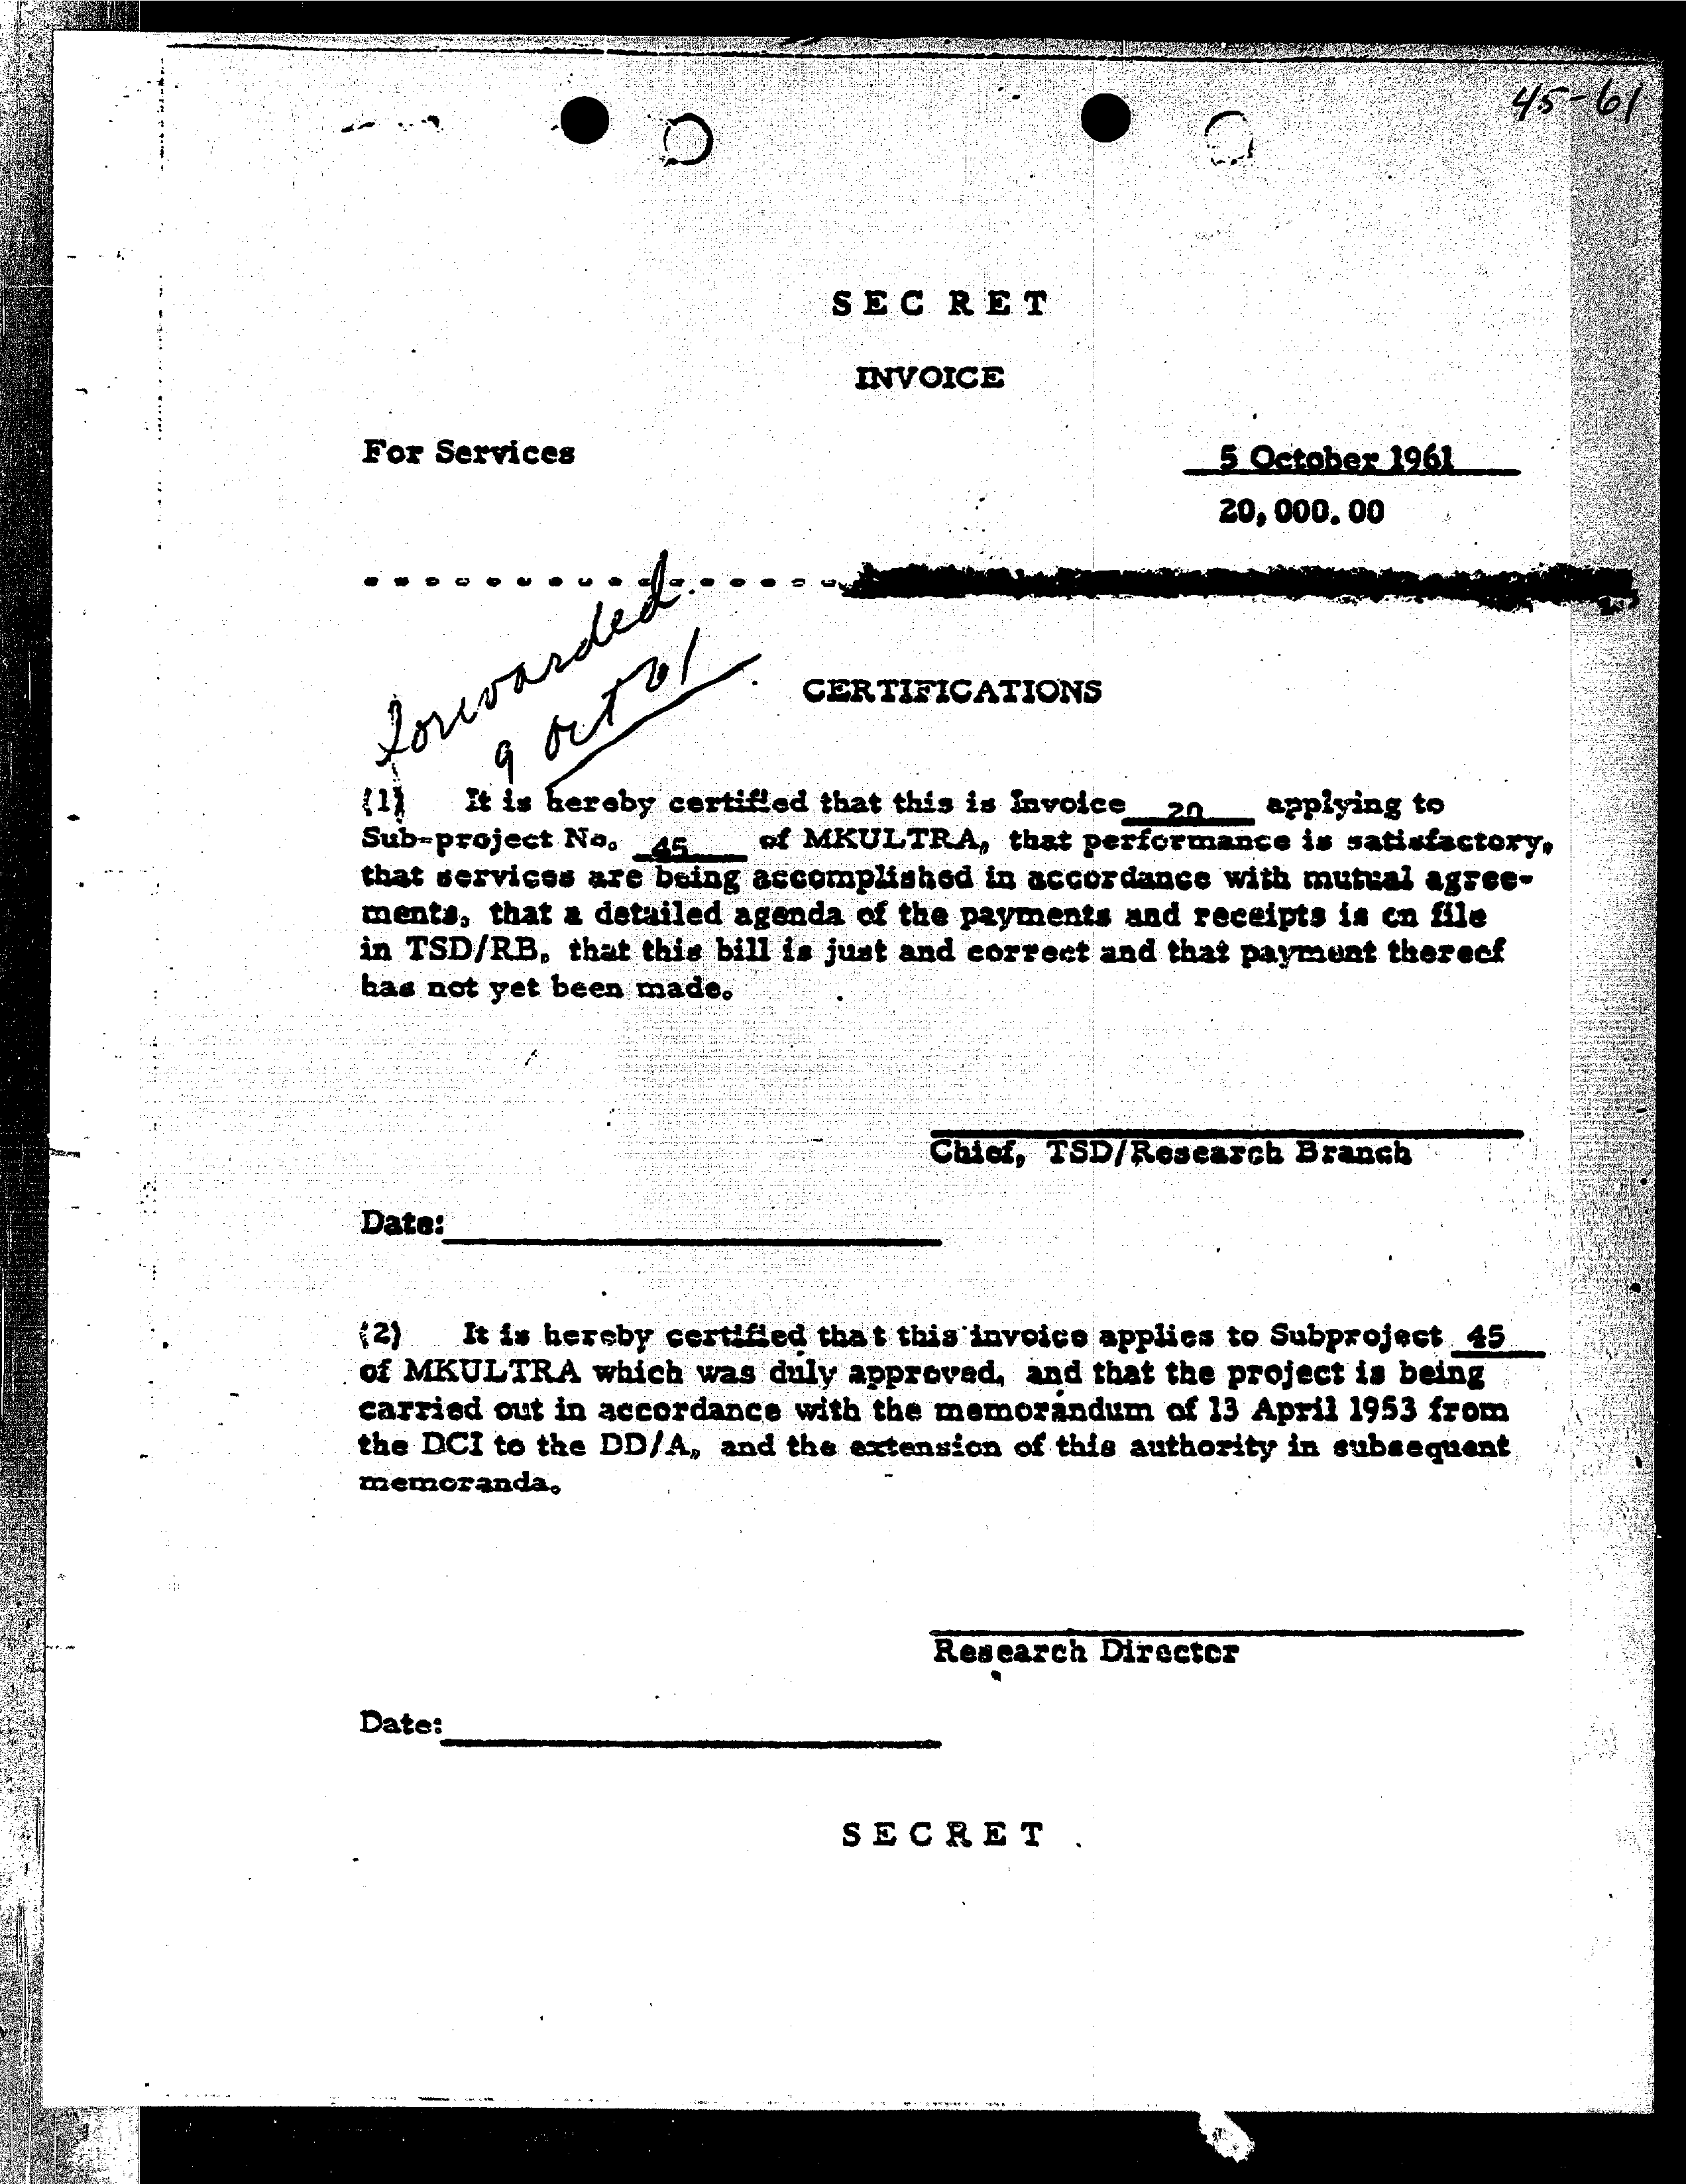 45-61
SEC RET
INVOICE
For Services
5 October 1961
20,000.00
forwarded
9 Oct 61
CERTIFICATIONS
(1) It is hereby certified that this is Invoice 20 applying to
Sub-project No. 45 of MKULTRA, that performance is satisfactory,
that services are being accomplished in accordance with mutual agree-
ments, that a detailed agenda of the payments and receipts is on file
in TSD/RB, that this bill is just and correct and that payment thereof
has not yet been made.
Chief, TSD/Research Branch
Date:
(2) It is hereby certified that this invoice applies to Subproject 45
of MKULTRA which was duly approved, and that the project is being
carried out in accordance with the memorandum of 13 April 1953 from
the DCI to the DD/A, and the extension of this authority in subsequent
memoranda.
Research Director
Date:
SECRET